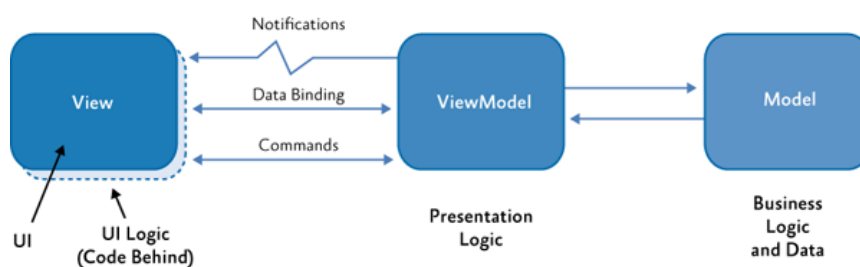 Notifications
View
Data Binding
ViewModel
Model
Commands
UI
UI Logic
(Code Behind)
Presentation
Logic
Business
Logic
and Data